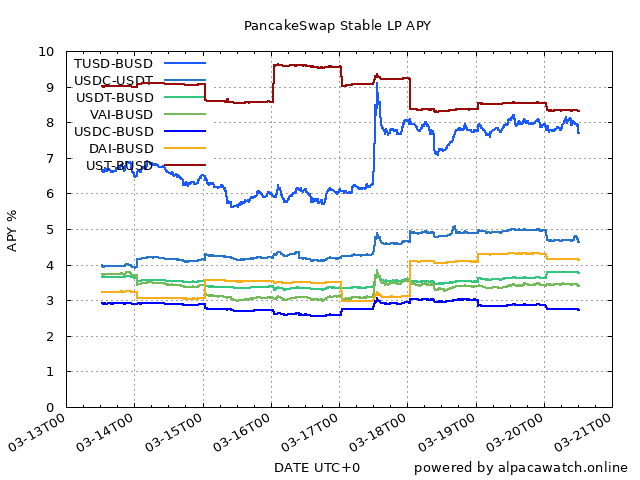 PancakeSwap Stable LP APY
10
9
8
7
6
5
4
3
2
1
0
APY %
TUSD-BUSD
USDC-USDT
USDT-BUSD
VAI-BUSD
USDC-BUSD
DAI-BUSD
UST-BUSD
03-13T00
03-14T00
03-15T00
03-16T00
03-17T00
03-18T00
03-19T00
03-20T00
03-21T00
DATE UTC+0
powered by alpacawatch.online